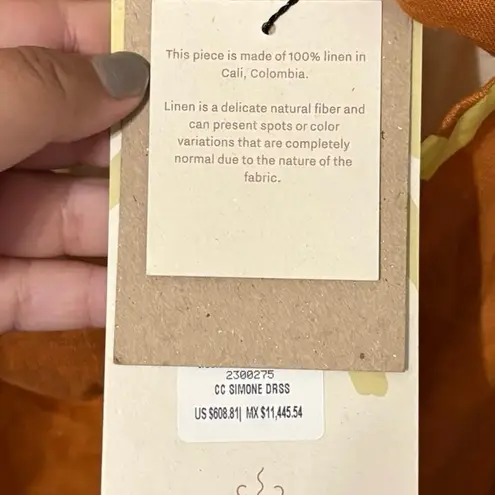 This piece is made of 100% linen in
Cali, Colombia.
Linen is a delicate natural fiber and
can present spots or color
variations that are completely
normal due to the nature of the
fabric.
2300275
CC SIMONE DRSS
US $608.81| MX $11,445.54